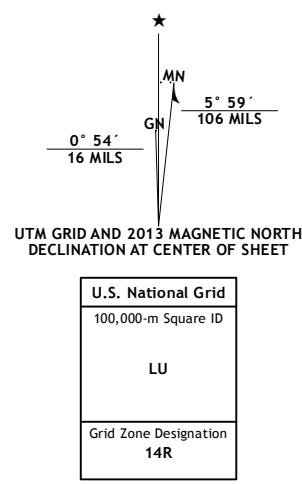 ★
MN
5° 59´
106 MILS
GN
0° 54´
16 MILS
UTM GRID AND 2013 MAGNETIC NORTH
DECLINATION AT CENTER OF SHEET
U.S. National Grid
100,000-m Square ID
LU
Grid Zone Designation
14R